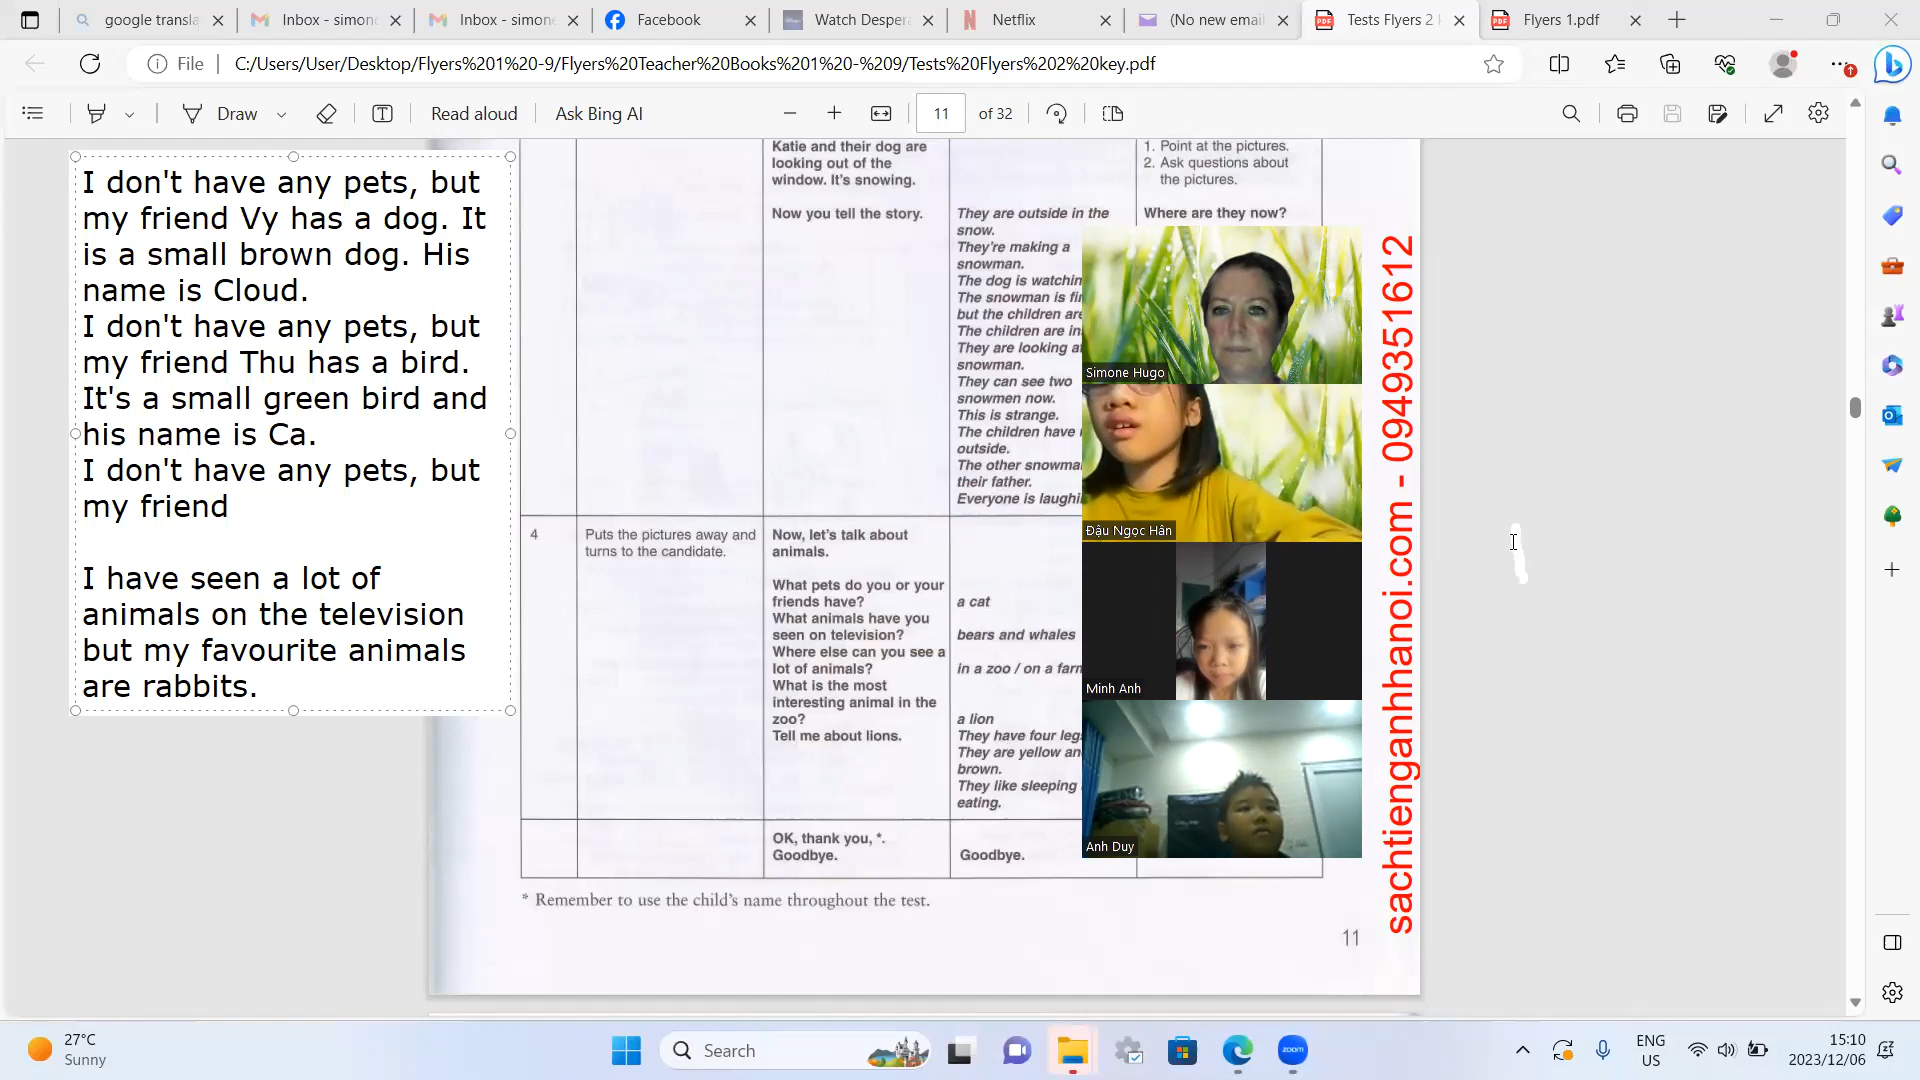 google transla
Inbox - simon
Inbox - simon
Facebook
Watch Desper
Netflix
(No new emai
Tests Flyers 2
Flyers 1.pdf
File
C:/Users/User/Desktop/Flyers%201%20-9/Flyers%20Teacher%20Books%201%20-%209/Tests%20Flyers%202%20key.pdf
Draw
Read aloud
Ask Bing AI
11
of 32
I don't have any pets, but
my friend Vy has a dog. It
is a small brown dog. His
name is Cloud.
I don't have any pets, but
my friend Thu has a bird.
It's a small green bird and
his name is Ca.
I don't have any pets, but
my friend
I have seen a lot of
animals on the television
but my favourite animals
are rabbits.
Katie and their dog are
looking out of the
window. It's snowing.
Now you tell the story.
They are outside in the
snow.
They're making a
snowman.
The dog is watchin
The snowman is fi
but the children are
The children are in
They are looking a
snowman.
They can see two
snowmen now.
This is strange.
The children have
outside.
The other snowma
their father.
Everyone is laughi
1. Point at the pictures.
2. Ask questions about
the pictures.
Where are they now?
4
Puts the pictures away and
turns to the candidate.
Now, let's talk about
animals.
What pets do you or your
friends have?
What animals have you
seen on television?
Where else can you see a
lot of animals?
What is the most
interesting animal in the
zoo?
Tell me about lions.
a cat
bears and whales
in a zoo / on a farm
a lion
They have four legs
They are yellow an
brown.
They like sleeping
eating.
OK, thank you, *.
Goodbye.
Goodbye.
* Remember to use the child's name throughout the test.
11
Simone Hugo
Đậu Ngọc Hân
Minh Anh
Anh Duy
sachtienganhhanoi.com - 0949351612
27°C
Sunny
Search
zoom
ENG
US
15:10
2023/12/06